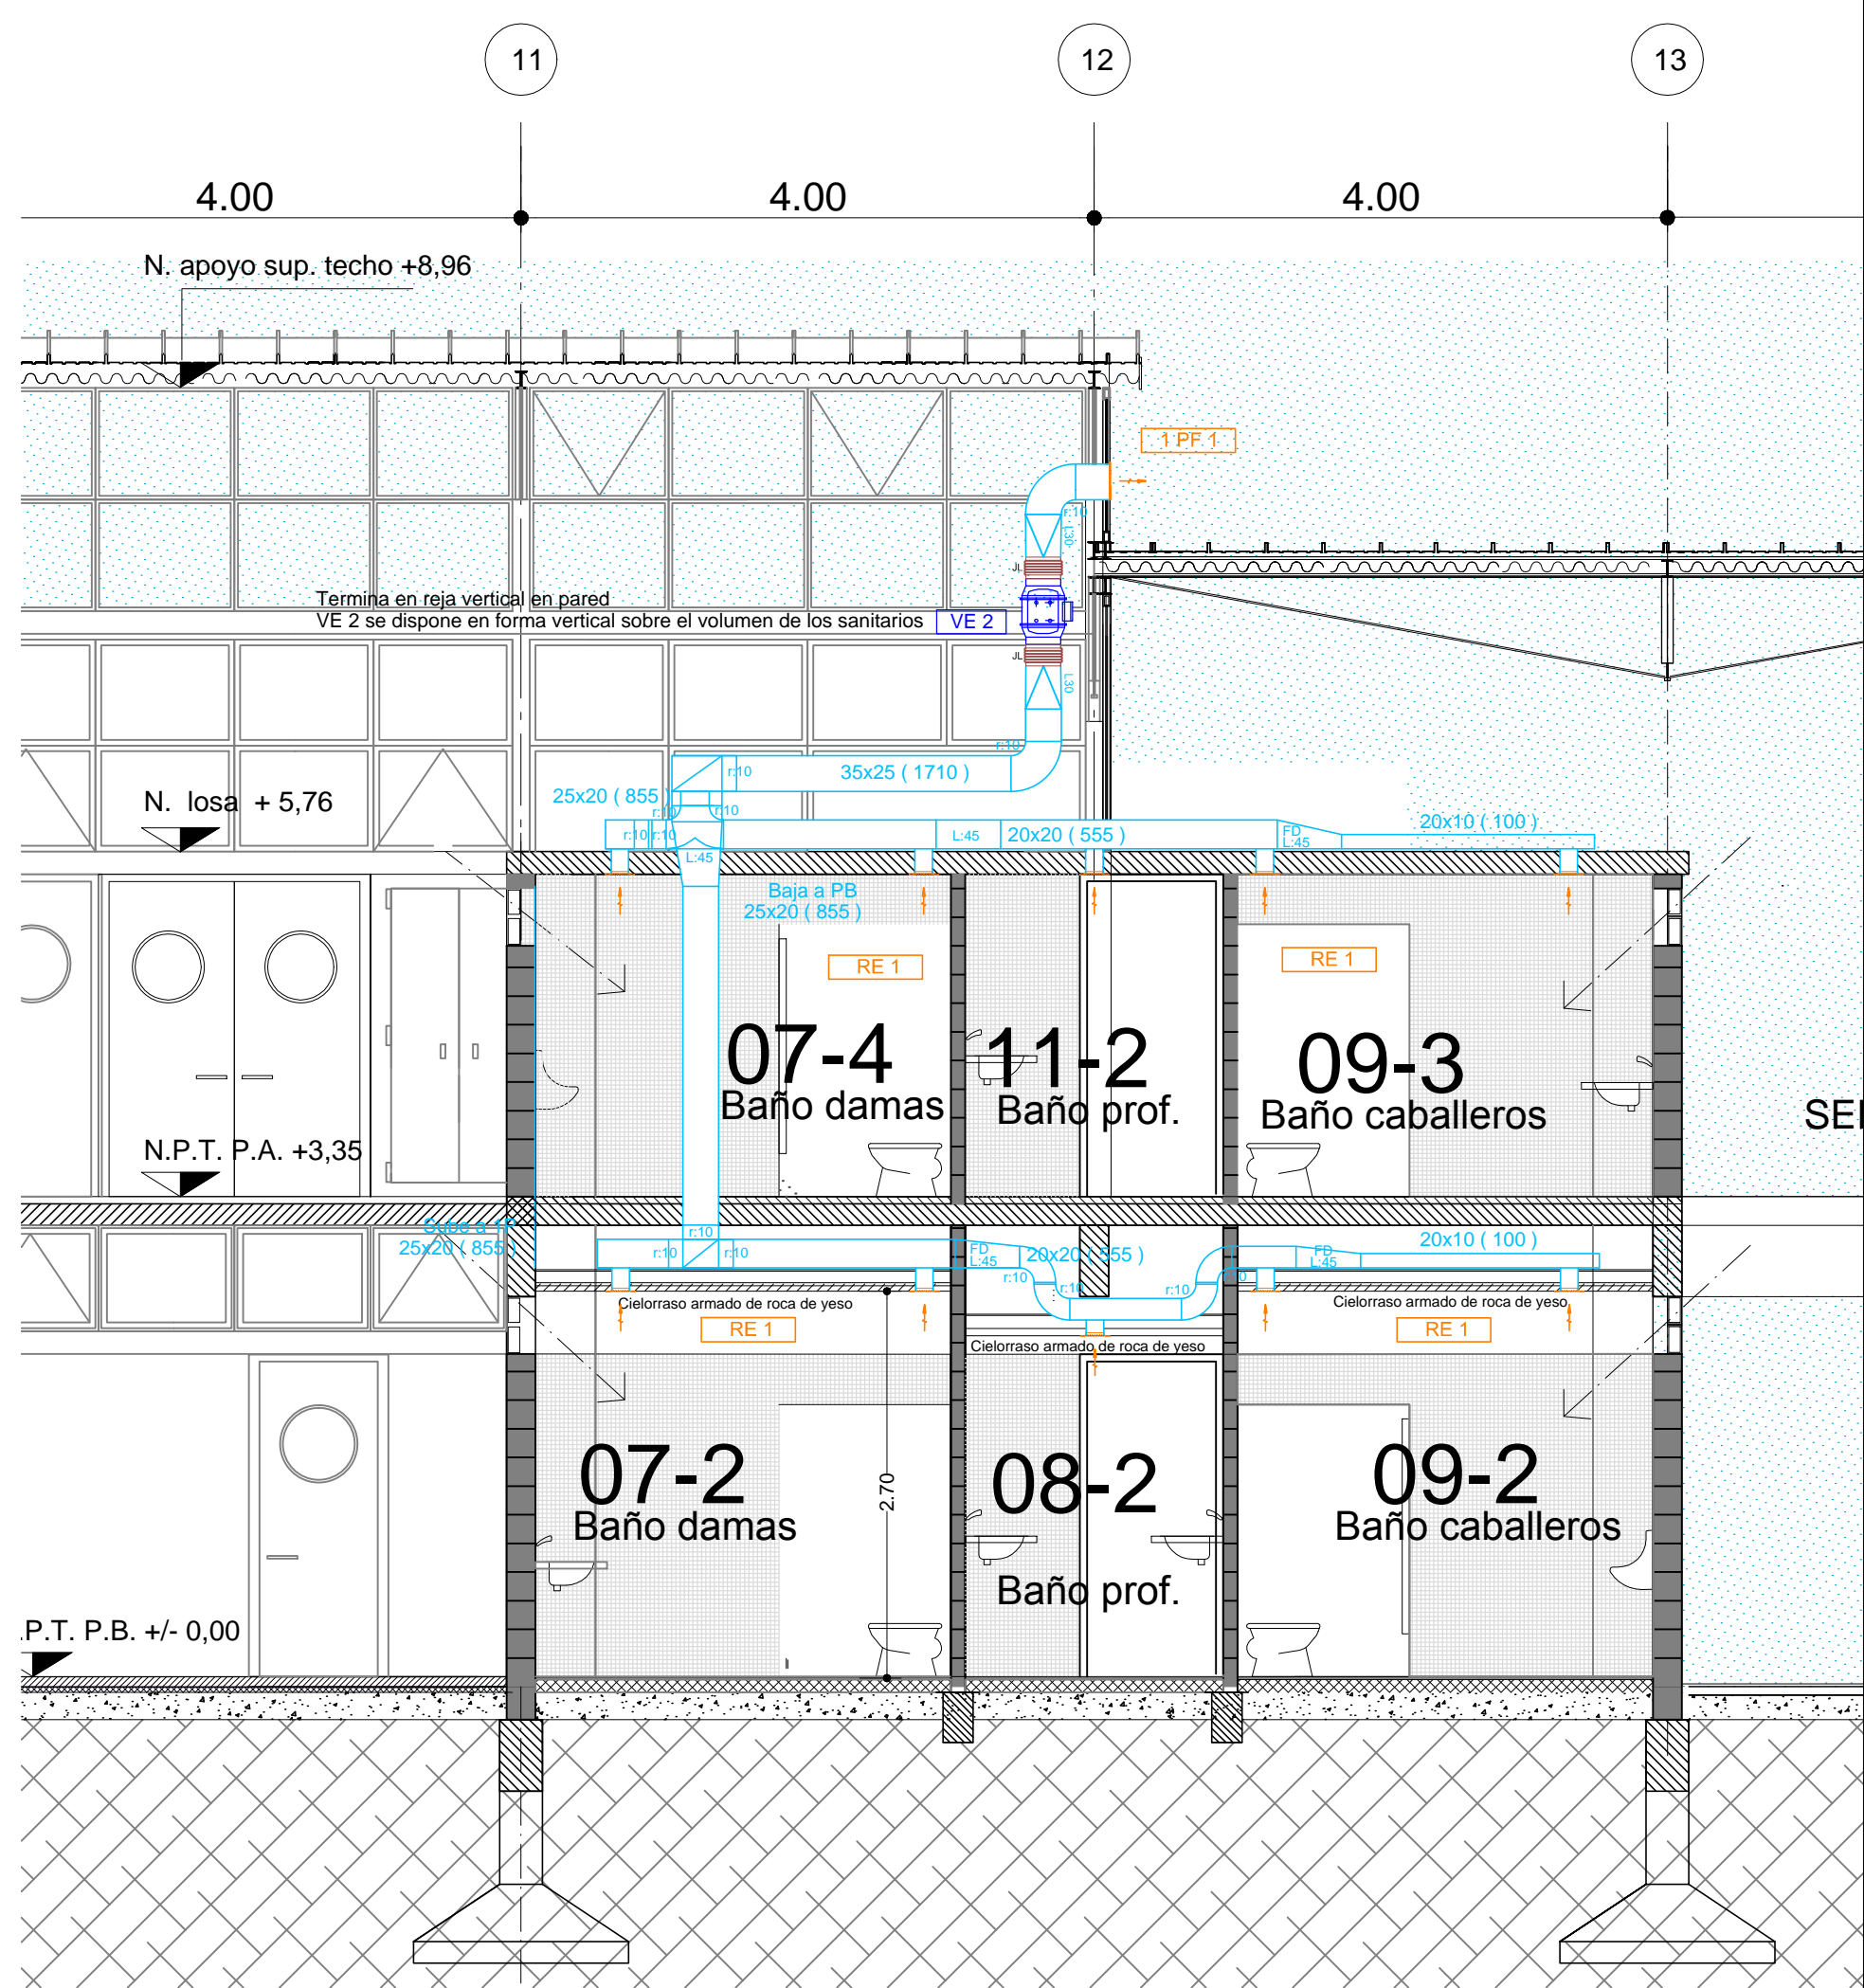 11
12
13
4.00
4.00
4.00
N. apoyo sup. techo +8,96
1 PF 1
r:10
L:30
JL
Termina en reja vertical en pared
VE 2 se dispone en forma vertical sobre el volumen de los sanitarios
VE 2
JL
L30
r:10
r:10
35x25 ( 1710 )
25x20 ( 855 )
N. losa + 5,76
r:10
r:10
r:10
r:10
L:45
L:45
20x20 ( 555 )
FD
L:45
20x10 ( 100 )
Baja a PB
25x20 ( 855 )
RE 1
RE 1
07-4
Baño damas
11-2
Baño prof.
09-3
Baño caballeros
SE
N.P.T. P.A. +3,35
Sube a 1P
25x20 ( 855 )
r:10
r:10
r:10
FD
L:45
20x20 ( 555 )
r:10
r:10
r:10
r:10
FD
L:45
20x10 ( 100 )
Cielorraso armado de roca de yeso
Cielorraso armado de roca de yeso
RE 1
RE 1
Cielorraso armado de roca de yeso
07-2
Baño damas
2.70
08-2
Baño prof.
09-2
Baño caballeros
.P.T. P.B. +/- 0,00